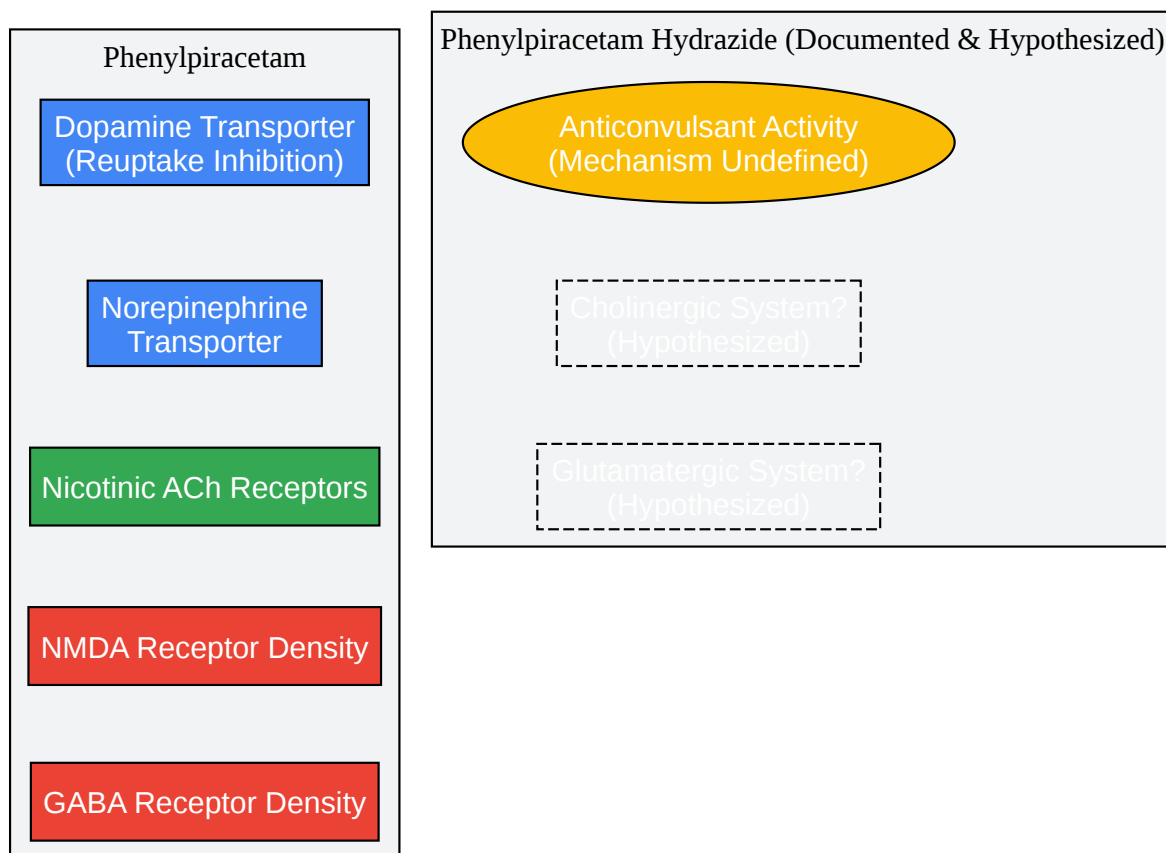 Phenylpiracetam
Dopamine Transporter
(Reuptake Inhibition)
Norepinephrine
Transporter
Nicotinic ACh Receptors
NMDA Receptor Density
GABA Receptor Density
Phenylpiracetam Hydrazide (Documented & Hypothesized)
Anticonvulsant Activity
(Mechanism Undefined)
Cholinergic System?
(Hypothesized)
Glutamatergic System?
(Hypothesized)